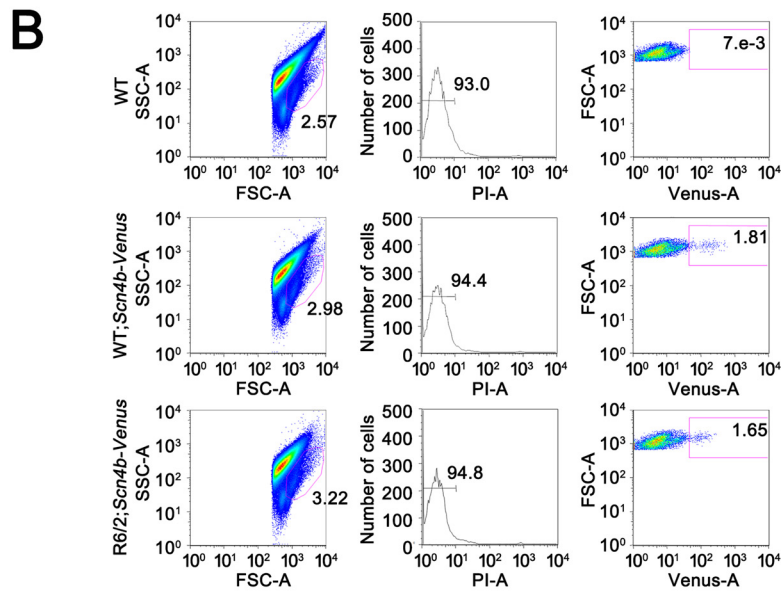 B
WT
SSC-A
10⁴
10³
10²
10¹
10⁰
2.57
10⁰ 10¹ 10² 10³ 10⁴
FSC-A
Number of cells
500
400
300
200
100
0
93.0
10⁰ 10¹ 10² 10³ 10⁴
PI-A
FSC-A
10⁴
10³
10²
10¹
10⁰
7.e-3
10⁰ 10¹ 10² 10³ 10⁴
Venus-A
WT;Scn4b-Venus
SSC-A
10⁴
10³
10²
10¹
10⁰
2.98
10⁰ 10¹ 10² 10³ 10⁴
FSC-A
Number of cells
500
400
300
200
100
0
94.4
10⁰ 10¹ 10² 10³ 10⁴
PI-A
FSC-A
10⁴
10³
10²
10¹
10⁰
1.81
10⁰ 10¹ 10² 10³ 10⁴
Venus-A
R6/2;Scn4b-Venus
SSC-A
10⁴
10³
10²
10¹
10⁰
3.22
10⁰ 10¹ 10² 10³ 10⁴
FSC-A
Number of cells
500
400
300
200
100
0
94.8
10⁰ 10¹ 10² 10³ 10⁴
PI-A
FSC-A
10⁴
10³
10²
10¹
10⁰
1.65
10⁰ 10¹ 10² 10³ 10⁴
Venus-A